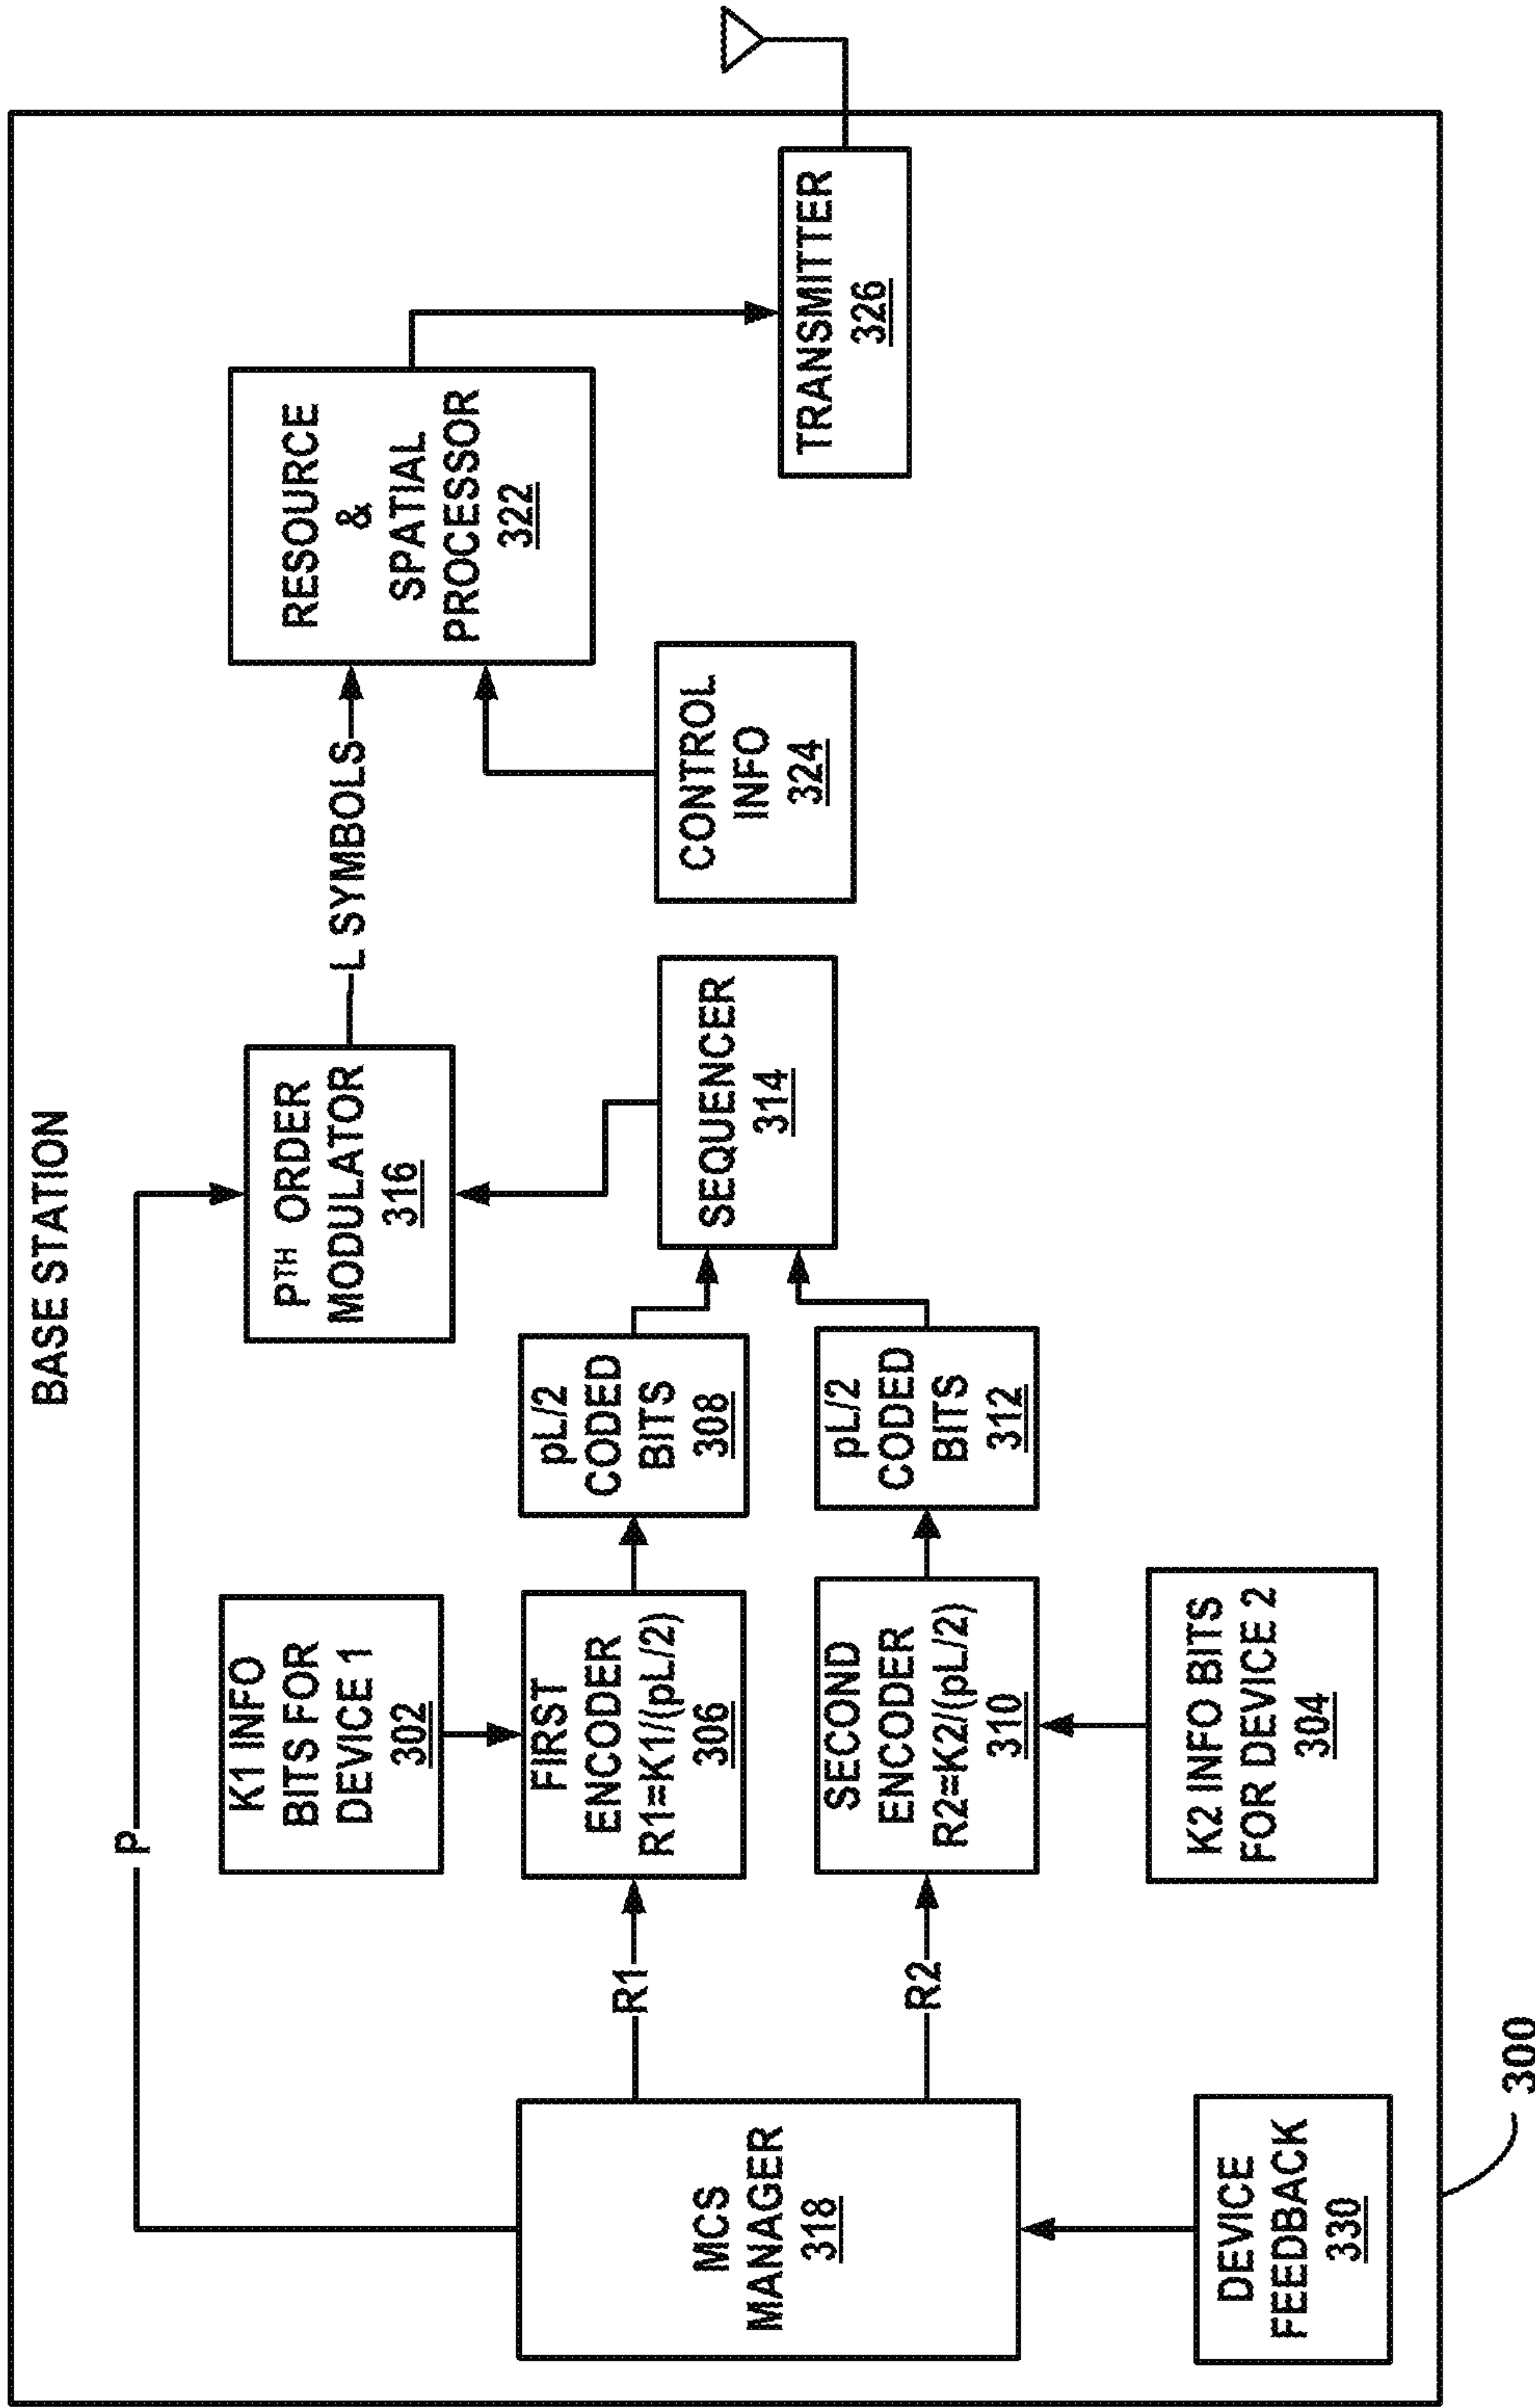 BASE STATION
P
K1 INFO
BITS FOR
DEVICE 1
302
PTH ORDER
MODULATOR
316
L SYMBOLS
RESOURCE
&
SPATIAL
PROCESSOR
322
MCS
MANAGER
318
R1
FIRST
ENCODER
R1=K1/(pL/2)
306
pL/2
CODED
BITS
308
R2
SECOND
ENCODER
R2=K2/(pL/2)
310
pL/2
CODED
BITS
312
SEQUENCER
314
CONTROL
INFO
324
TRANSMITTER
326
DEVICE
FEEDBACK
330
K2 INFO BITS
FOR DEVICE 2
304
300